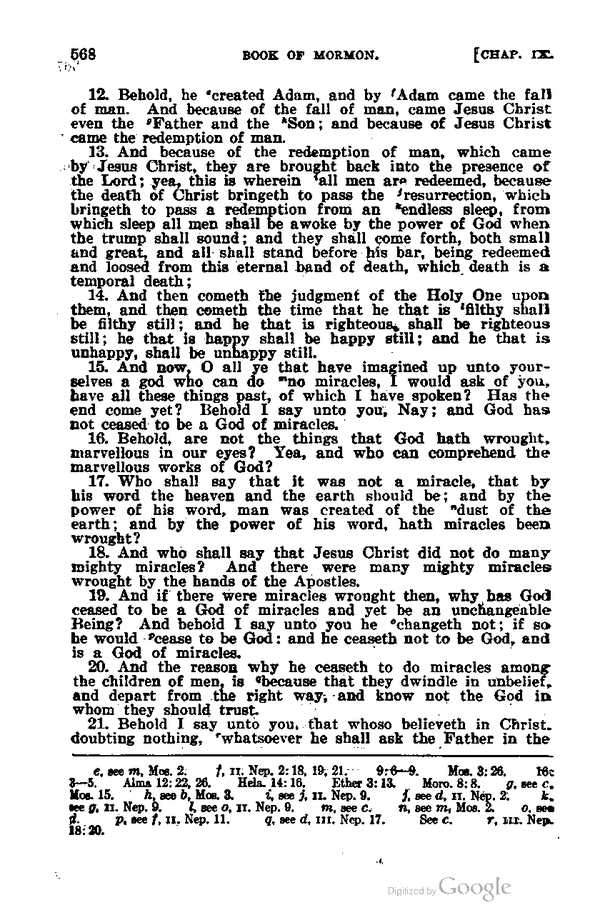 568 BOOK OF MORMON. [CHAP. IX.
12. Behold, he ᵉcreated Adam, and by ᶠAdam came the fall
of man. And because of the fall of man, came Jesus Christ
even the ᵍFather and the ʰSon; and because of Jesus Christ
came the redemption of man.
13. And because of the redemption of man, which came
by Jesus Christ, they are brought back into the presence of
the Lord; yea, this is wherein ⁱall men are redeemed, because
the death of Christ bringeth to pass the ʲresurrection, which
bringeth to pass a redemption from an ᵏendless sleep, from
which sleep all men shall be awoke by the power of God when
the trump shall sound; and they shall come forth, both small
and great, and all shall stand before his bar, being redeemed
and loosed from this eternal band of death, which death is a
temporal death;
14. And then cometh the judgment of the Holy One upon
them, and then cometh the time that he that is ˡfilthy shall
be filthy still; and he that is righteous, shall be righteous
still; he that is happy shall be happy still; and he that is
unhappy, shall be unhappy still.
15. And now, O all ye that have imagined up unto your-
selves a god who can do ᵐno miracles, I would ask of you,
have all these things past, of which I have spoken? Has the
end come yet? Behold I say unto you, Nay; and God has
not ceased to be a God of miracles.
16. Behold, are not the things that God hath wrought,
marvellous in our eyes? Yea, and who can comprehend the
marvellous works of God?
17. Who shall say that it was not a miracle, that by
his word the heaven and the earth should be; and by the
power of his word, man was created of the ⁿdust of the
earth; and by the power of his word, hath miracles been
wrought?
18. And who shall say that Jesus Christ did not do many
mighty miracles? And there were many mighty miracles
wrought by the hands of the Apostles.
19. And if there were miracles wrought then, why has God
ceased to be a God of miracles and yet be an unchangeable
Being? And behold I say unto you he ᵒchangeth not; if so
he would ᵖcease to be God: and he ceaseth not to be God, and
is a God of miracles.
20. And the reason why he ceaseth to do miracles among
the children of men, is ᑫbecause that they dwindle in unbelief,
and depart from the right way, and know not the God in
whom they should trust.
21. Behold I say unto you, that whoso believeth in Christ,
doubting nothing, ʳwhatsoever he shall ask the Father in the
e, see m, Mos. 2. f, II. Nep. 2:18, 19, 21. 9:6—9. Mos. 3:26. 16:
3—5. Alma 12:22, 26. Hela. 14:16. Ether 3:13. Moro. 8:8. g, see c,
Mos. 15. h, see b, Mos. 3. i, see j, II. Nep. 9. j, see d, II. Nep. 2. k,
see g, II. Nep. 9. l, see o, II. Nep. 9. m, see c. n, see m, Mos. 2. o, see
d. p, see f, II. Nep. 11. q, see d, III. Nep. 17. See c. r, III. Nep.
18:20.
Digitized by Google